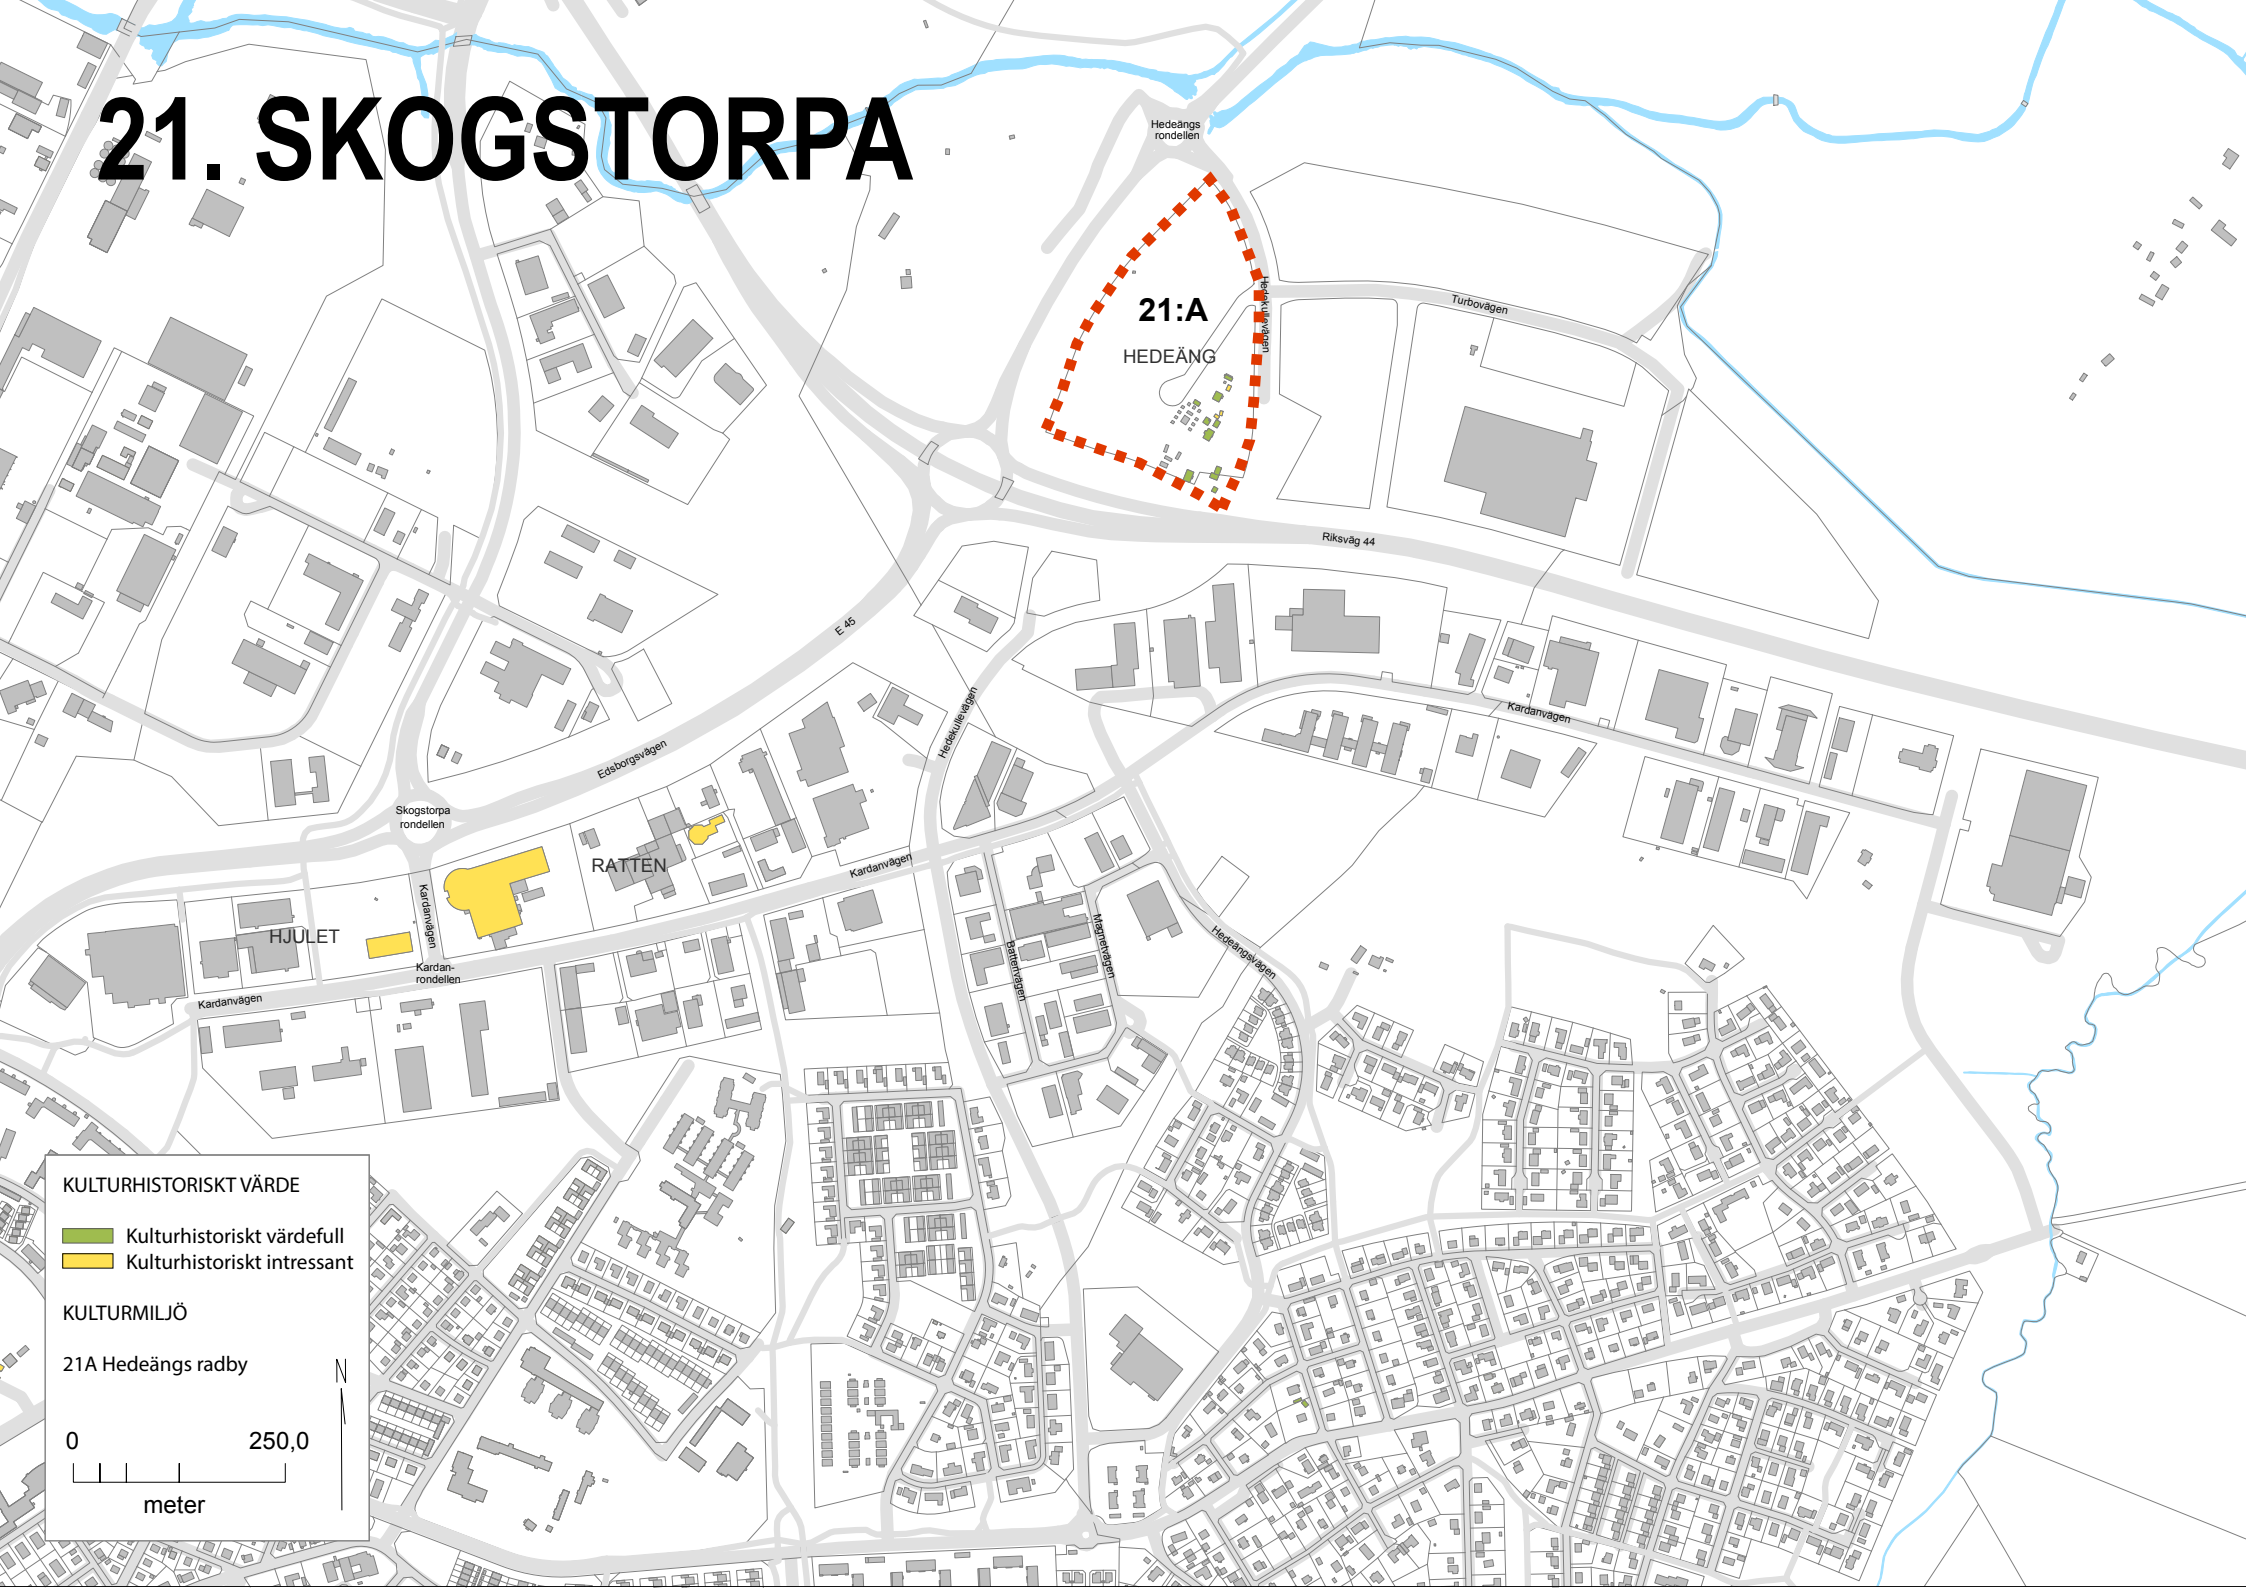 21. SKOGSTORPA
Hedeängs
rondellen
21:A
HEDEÄNG
Hedekullevägen
Turbovägen
Riksväg 44
E 45
Edsborgsvägen
Hedekullevägen
Kardanvägen
Skogstorpa
rondellen
RATTEN
Kardanvägen
Kardanvägen
HJULET
Kardan-
rondellen
Kardanvägen
Batterivägen
Magnetvägen
Hedeängsvägen
KULTURHISTORISKT VÄRDE
Kulturhistoriskt värdefull
Kulturhistoriskt intressant
KULTURMILJÖ
21A Hedeängs radby
N
0 250,0
meter